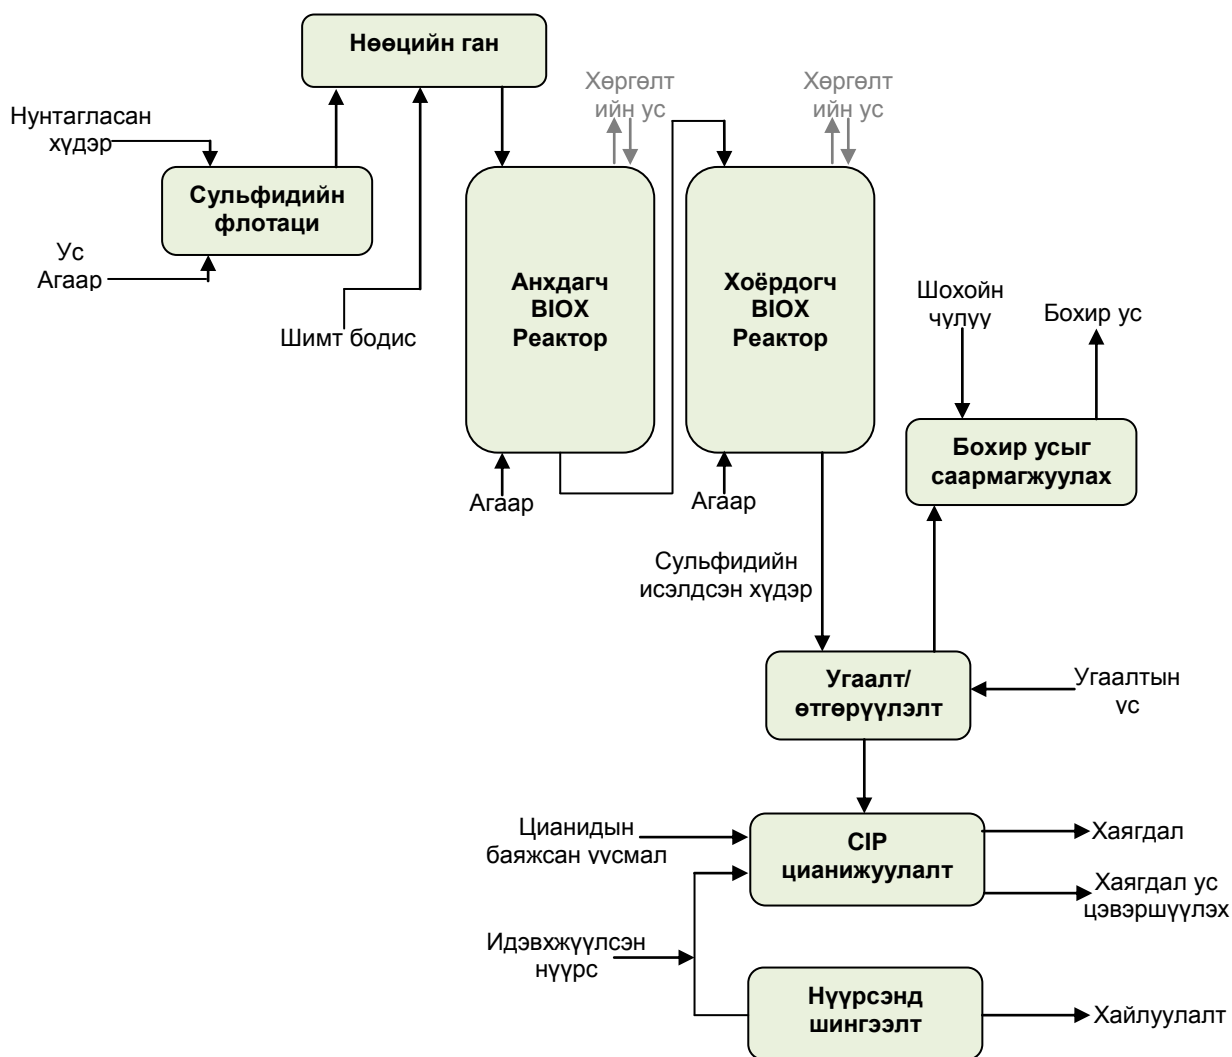 Нөөцийн ган
Хөргөлт
ийн ус
Хөргөлт
ийн ус
Нунтагласан
хүдэр
Сульфидийн
флотаци
Ус
Агаар
Шимт бодис
Анхдагч
BIOX
Реактор
Хоёрдогч
BIOX
Реактор
Шохойн
чулуу
Бохир ус
Бохир усыг
саармагжуулах
Агаар
Агаар
Сульфидийн
исэлдсэн хүдэр
Угаалт/
өтгөрүүлэлт
Угаалтын
ус
Цианидын
баяжсан уусмал
CIP
цианижуулалт
Хаягдал
Хаягдал ус
цэвэршүүлэх
Идэвхжүүлсэн
нүүрс
Нүүрсэнд
шингээлт
Хайлуулалт